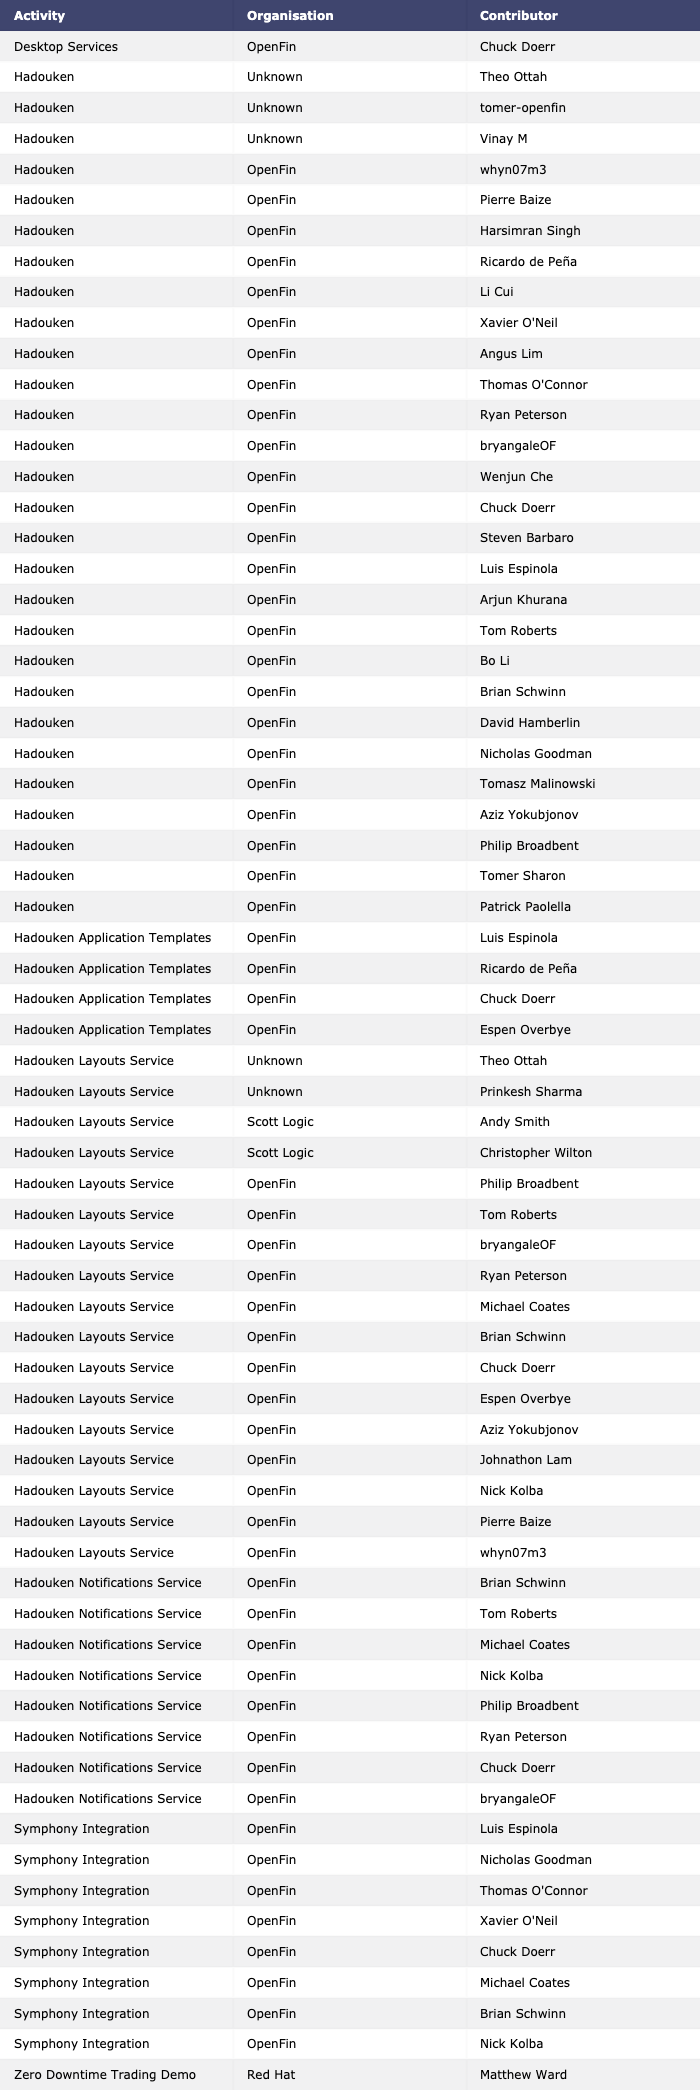 Activity Organisation Contributor
Desktop Services OpenFin Chuck Doerr
Hadouken Unknown Theo Ottah
Hadouken Unknown tomer-openfin
Hadouken Unknown Vinay M
Hadouken OpenFin whyn07m3
Hadouken OpenFin Pierre Baize
Hadouken OpenFin Harsimran Singh
Hadouken OpenFin Ricardo de Peña
Hadouken OpenFin Li Cui
Hadouken OpenFin Xavier O'Neil
Hadouken OpenFin Angus Lim
Hadouken OpenFin Thomas O'Connor
Hadouken OpenFin Ryan Peterson
Hadouken OpenFin bryangaleOF
Hadouken OpenFin Wenjun Che
Hadouken OpenFin Chuck Doerr
Hadouken OpenFin Steven Barbaro
Hadouken OpenFin Luis Espinola
Hadouken OpenFin Arjun Khurana
Hadouken OpenFin Tom Roberts
Hadouken OpenFin Bo Li
Hadouken OpenFin Brian Schwinn
Hadouken OpenFin David Hamberlin
Hadouken OpenFin Nicholas Goodman
Hadouken OpenFin Tomasz Malinowski
Hadouken OpenFin Aziz Yokubjonov
Hadouken OpenFin Philip Broadbent
Hadouken OpenFin Tomer Sharon
Hadouken OpenFin Patrick Paolella
Hadouken Application Templates OpenFin Luis Espinola
Hadouken Application Templates OpenFin Ricardo de Peña
Hadouken Application Templates OpenFin Chuck Doerr
Hadouken Application Templates OpenFin Espen Overbye
Hadouken Layouts Service Unknown Theo Ottah
Hadouken Layouts Service Unknown Prinkesh Sharma
Hadouken Layouts Service Scott Logic Andy Smith
Hadouken Layouts Service Scott Logic Christopher Wilton
Hadouken Layouts Service OpenFin Philip Broadbent
Hadouken Layouts Service OpenFin Tom Roberts
Hadouken Layouts Service OpenFin bryangaleOF
Hadouken Layouts Service OpenFin Ryan Peterson
Hadouken Layouts Service OpenFin Michael Coates
Hadouken Layouts Service OpenFin Brian Schwinn
Hadouken Layouts Service OpenFin Chuck Doerr
Hadouken Layouts Service OpenFin Espen Overbye
Hadouken Layouts Service OpenFin Aziz Yokubjonov
Hadouken Layouts Service OpenFin Johnathon Lam
Hadouken Layouts Service OpenFin Nick Kolba
Hadouken Layouts Service OpenFin Pierre Baize
Hadouken Layouts Service OpenFin whyn07m3
Hadouken Notifications Service OpenFin Brian Schwinn
Hadouken Notifications Service OpenFin Tom Roberts
Hadouken Notifications Service OpenFin Michael Coates
Hadouken Notifications Service OpenFin Nick Kolba
Hadouken Notifications Service OpenFin Philip Broadbent
Hadouken Notifications Service OpenFin Ryan Peterson
Hadouken Notifications Service OpenFin Chuck Doerr
Hadouken Notifications Service OpenFin bryangaleOF
Symphony Integration OpenFin Luis Espinola
Symphony Integration OpenFin Nicholas Goodman
Symphony Integration OpenFin Thomas O'Connor
Symphony Integration OpenFin Xavier O'Neil
Symphony Integration OpenFin Chuck Doerr
Symphony Integration OpenFin Michael Coates
Symphony Integration OpenFin Brian Schwinn
Symphony Integration OpenFin Nick Kolba
Zero Downtime Trading Demo Red Hat Matthew Ward